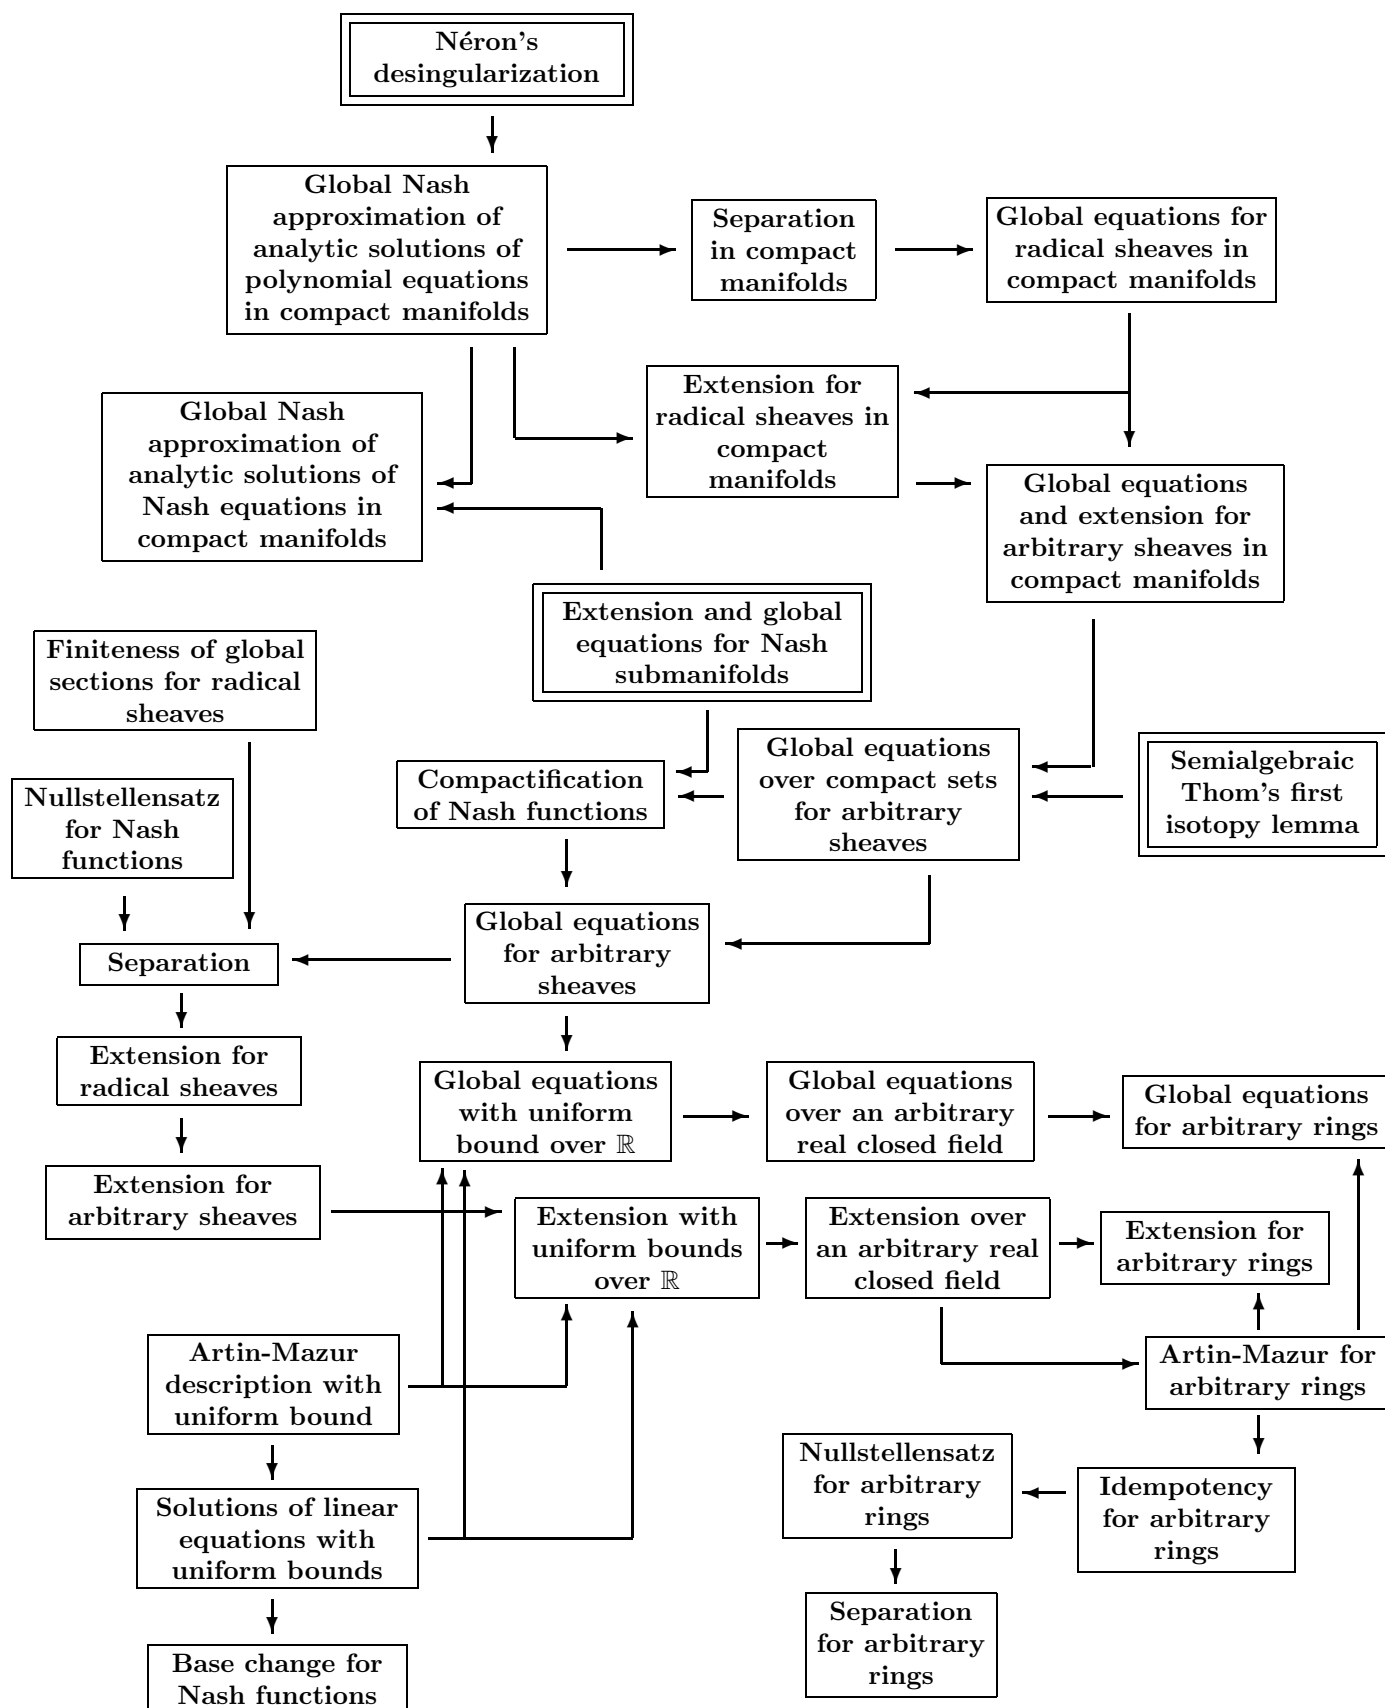 Néron's
desingularization
Global Nash
approximation of
analytic solutions of
polynomial equations
in compact manifolds
Separation
in compact
manifolds
Global equations for
radical sheaves in
compact manifolds
Extension for
radical sheaves in
compact
manifolds
Global Nash
approximation of
analytic solutions of
Nash equations in
compact manifolds
Global equations
and extension for
arbitrary sheaves in
compact manifolds
Extension and global
equations for Nash
submanifolds
Finiteness of global
sections for radical
sheaves
Global equations
over compact sets
for arbitrary
sheaves
Semialgebraic
Thom's first
isotopy lemma
Compactification
of Nash functions
Nullstellensatz
for Nash
functions
Global equations
for arbitrary
sheaves
Separation
Extension for
radical sheaves
Global equations
with uniform
bound over ℝ
Global equations
over an arbitrary
real closed field
Global equations
for arbitrary rings
Extension for
arbitrary sheaves
Extension with
uniform bounds
over ℝ
Extension over
an arbitrary real
closed field
Extension for
arbitrary rings
Artin-Mazur
description with
uniform bound
Artin-Mazur for
arbitrary rings
Nullstellensatz
for arbitrary
rings
Idempotency
for arbitrary
rings
Solutions of linear
equations with
uniform bounds
Separation
for arbitrary
rings
Base change for
Nash functions